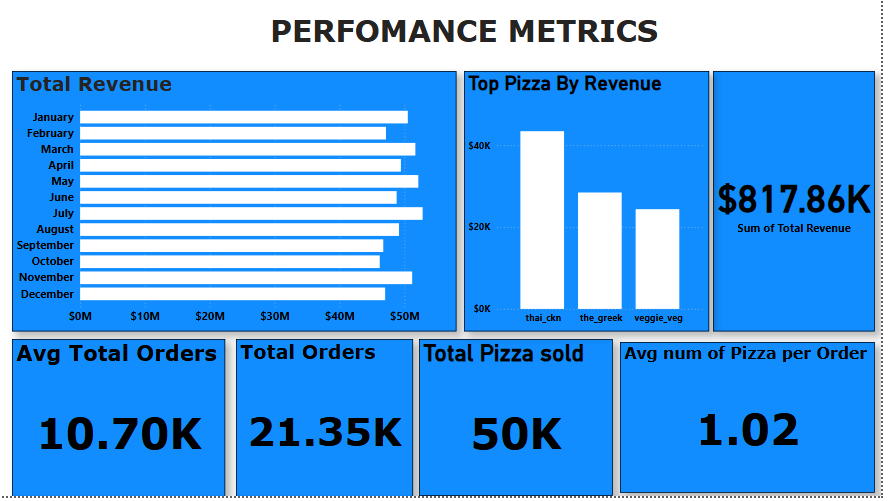 PERFOMANCE METRICS
Total Revenue
January
February
March
April
May
June
July
August
September
October
November
December
$0M $10M $20M $30M $40M $50M
Top Pizza By Revenue
$40K
$20K
$0K
thai_ckn the_greek veggie_veg
$817.86K
Sum of Total Revenue
Avg Total Orders
10.70K
Total Orders
21.35K
Total Pizza sold
50K
Avg num of Pizza per Order
1.02